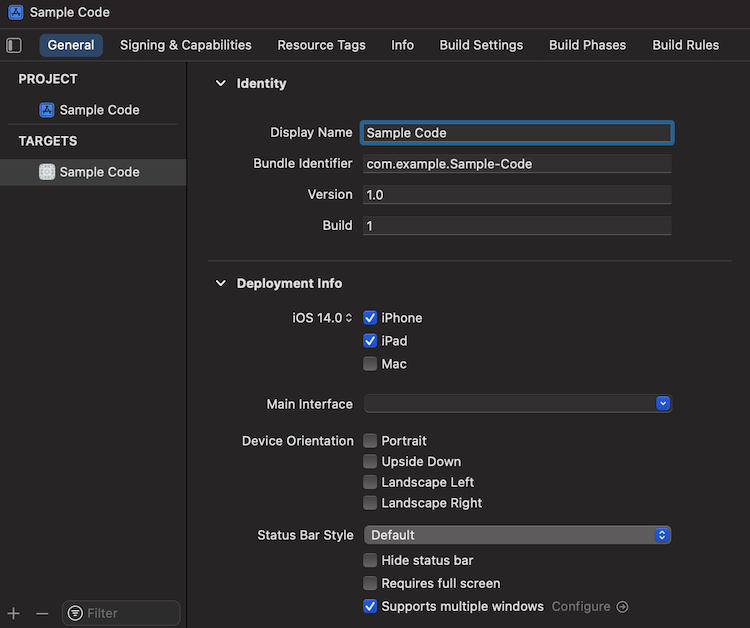 Sample Code
General Signing & Capabilities Resource Tags Info Build Settings Build Phases Build Rules
PROJECT
Sample Code
TARGETS
Sample Code
Identity
Display Name Sample Code
Bundle Identifier com.example.Sample-Code
Version 1.0
Build 1
Deployment Info
iOS 14.0 iPhone
iPad
Mac
Main Interface
Device Orientation Portrait
Upside Down
Landscape Left
Landscape Right
Status Bar Style Default
Hide status bar
Requires full screen
Supports multiple windows Configure
Filter